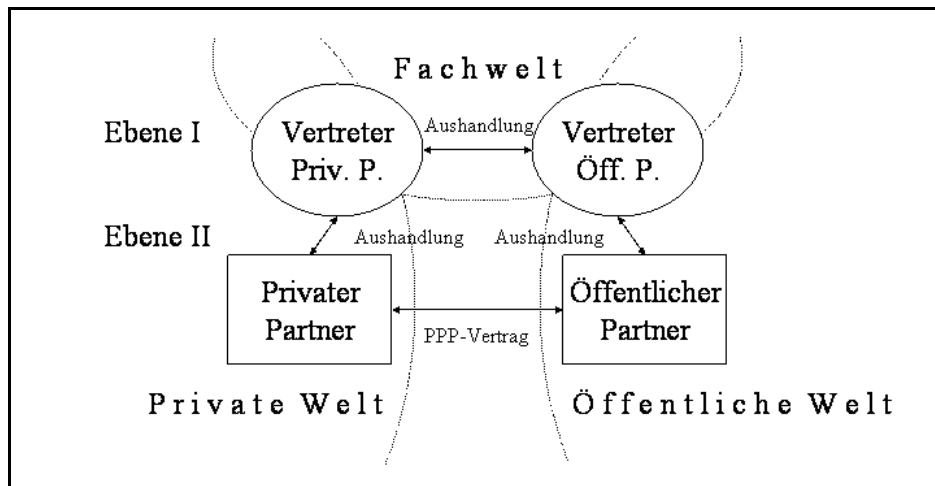 Fachwelt
Ebene I
Vertreter
Priv. P.
Aushandlung
Vertreter
Öff. P.
Ebene II
Aushandlung
Aushandlung
Privater
Partner
PPP-Vertrag
Öffentlicher
Partner
Private Welt
Öffentliche Welt